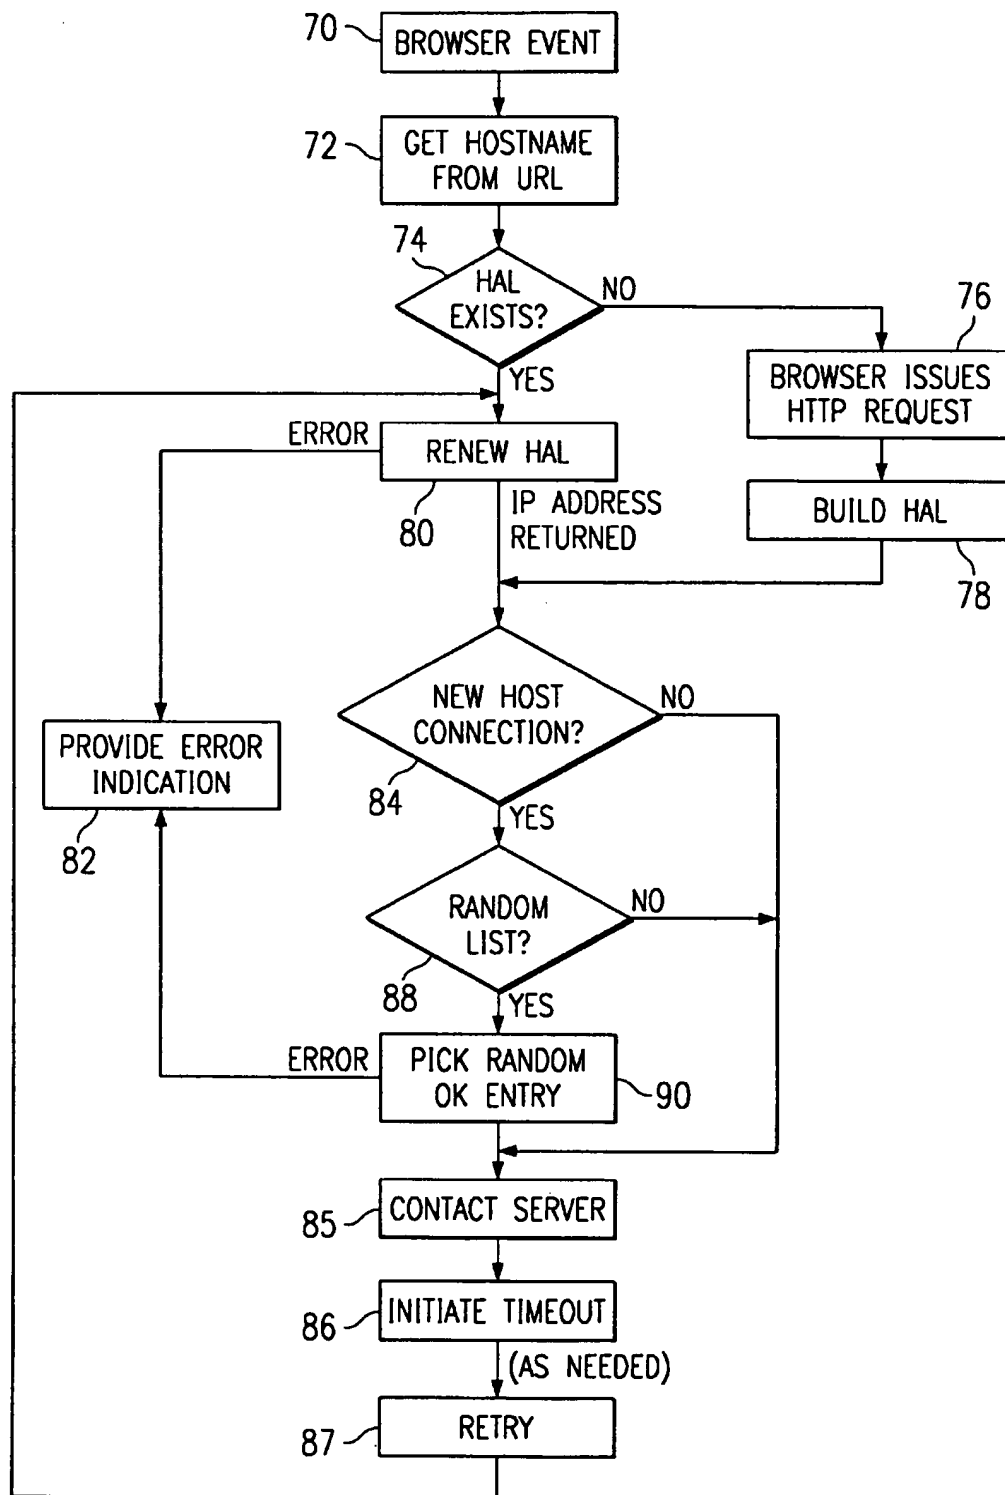 70
BROWSER EVENT
72
GET HOSTNAME
FROM URL
74
HAL
EXISTS?
NO
76
BROWSER ISSUES
HTTP REQUEST
YES
ERROR
RENEW HAL
80
IP ADDRESS
RETURNED
BUILD HAL
78
NEW HOST
CONNECTION?
NO
84
PROVIDE ERROR
INDICATION
82
YES
RANDOM
LIST?
NO
88
YES
ERROR
PICK RANDOM
OK ENTRY
90
85
CONTACT SERVER
86
INITIATE TIMEOUT
(AS NEEDED)
87
RETRY